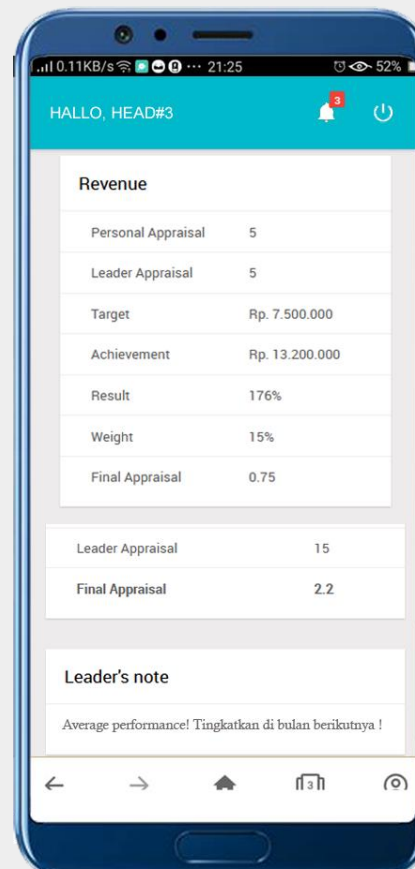 0.11KB/s ... 21:25 52%
HALLO, HEAD#3 3
Revenue
Personal Appraisal 5
Leader Appraisal 5
Target Rp. 7.500.000
Achievement Rp. 13.200.000
Result 176%
Weight 15%
Final Appraisal 0.75
Leader Appraisal 15
Final Appraisal 2.2
Leader's note
Average performance! Tingkatkan di bulan berikutnya !
3